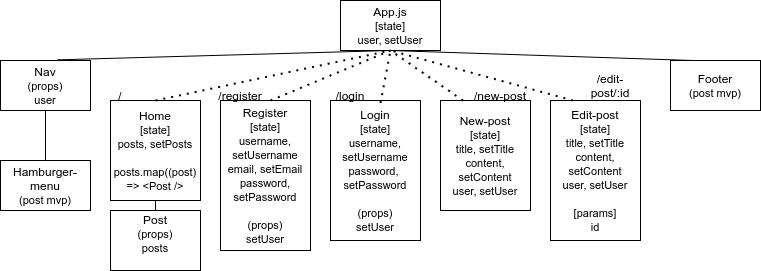 App.js
[state]
user, setUser
Nav
(props)
user
Footer
(post mvp)
/
/register
/login
/new-post
/edit-
post/:id
Home
[state]
posts, setPosts
posts.map((post)
=> <Post />
Register
[state]
username,
setUsername
email, setEmail
password,
setPassword
(props)
setUser
Login
[state]
username,
setUsername
password,
setPassword
(props)
setUser
New-post
[state]
title, setTitle
content,
setContent
user, setUser
Edit-post
[state]
title, setTitle
content,
setContent
user, setUser
[params]
id
Hamburger-
menu
(post mvp)
Post
(props)
posts